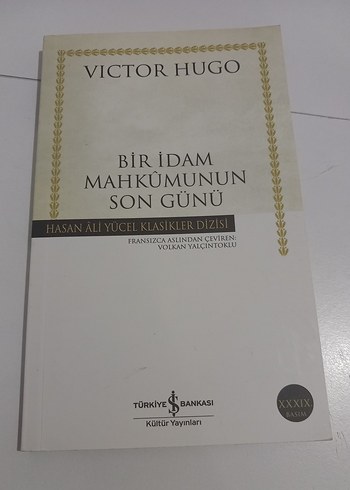 VICTOR HUGO
BİR İDAM
MAHKÛMUNUN
SON GÜNÜ
HASAN ÂLİ YÜCEL KLASİKLER DİZİSİ
FRANSIZCA ASLINDAN ÇEVİREN:
VOLKAN YALÇINTOKLU
XXXIX
BASIM
TÜRKİYE İŞ BANKASI
Kültür Yayınları